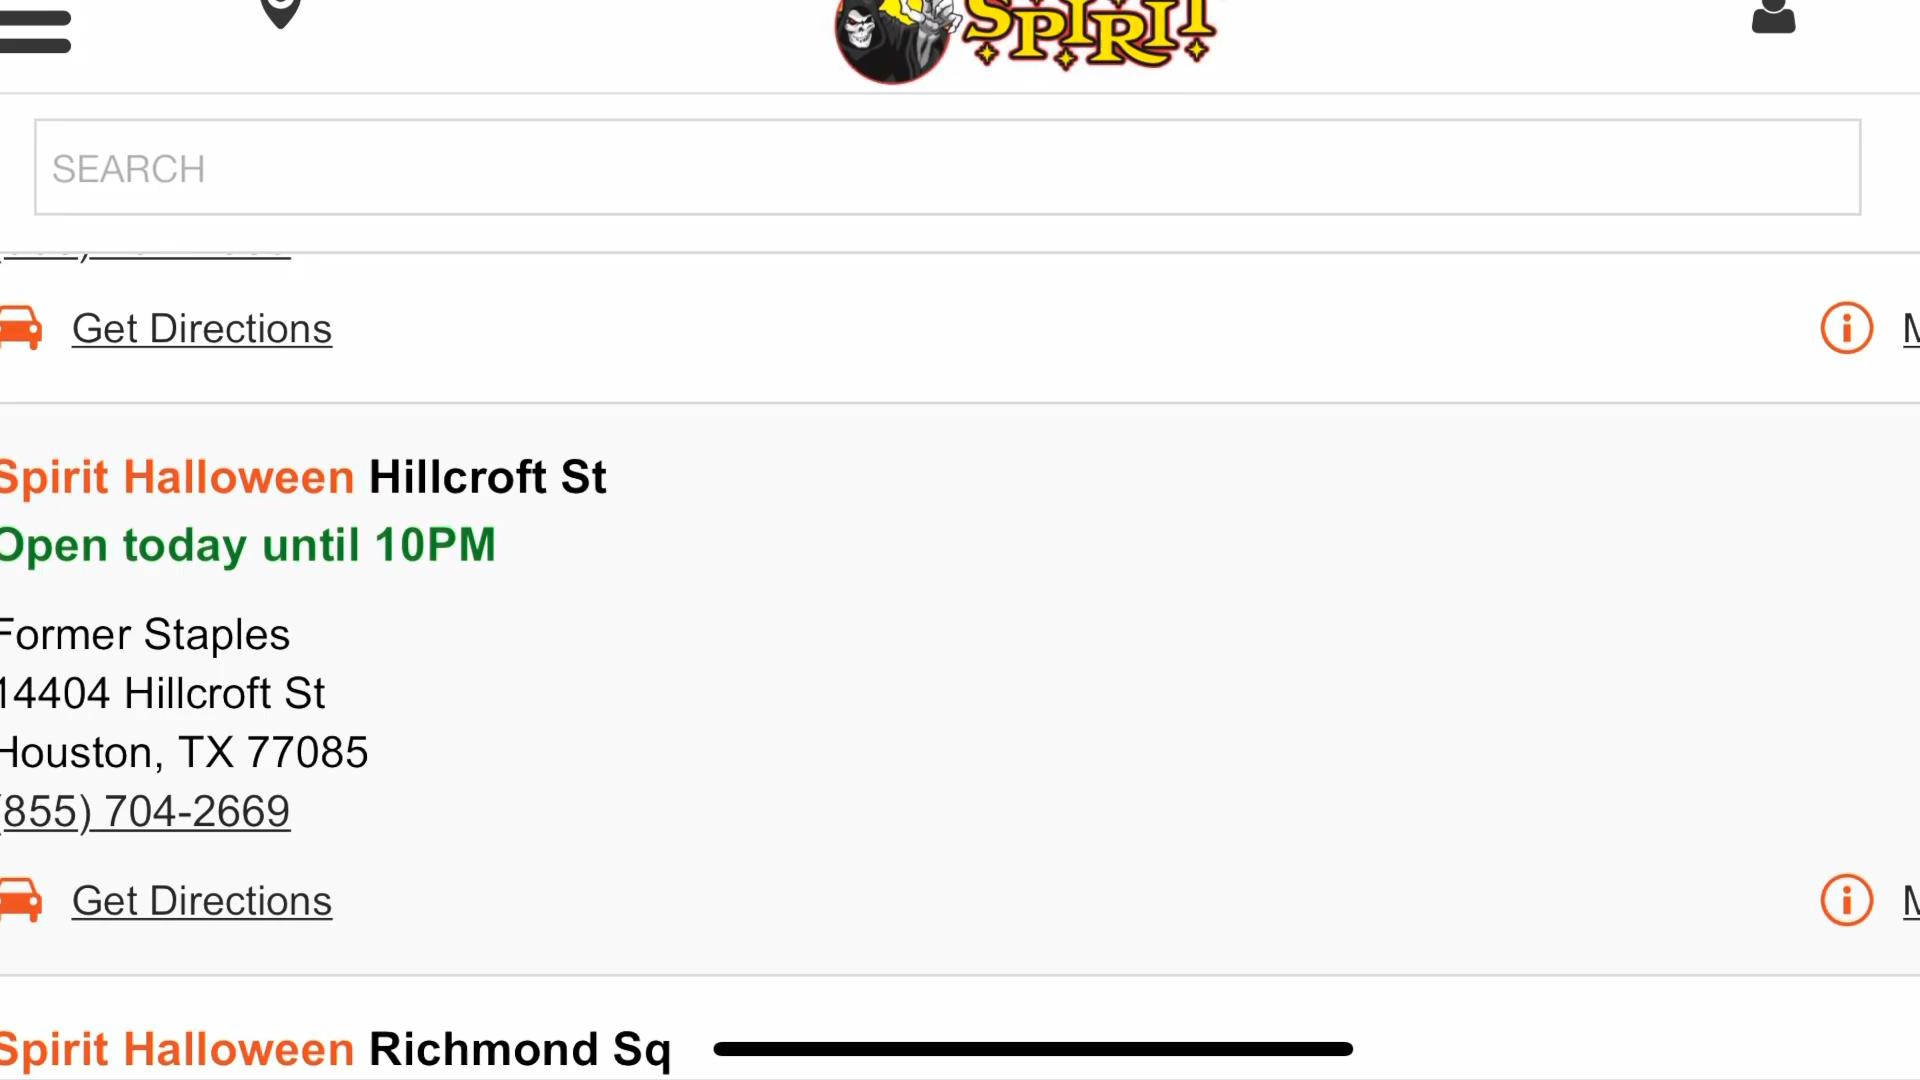 SPIRIT
SEARCH
Get Directions
Spirit Halloween Hillcroft St
Open today until 10PM
Former Staples
14404 Hillcroft St
Houston, TX 77085
(855) 704-2669
Get Directions
Spirit Halloween Richmond Sq